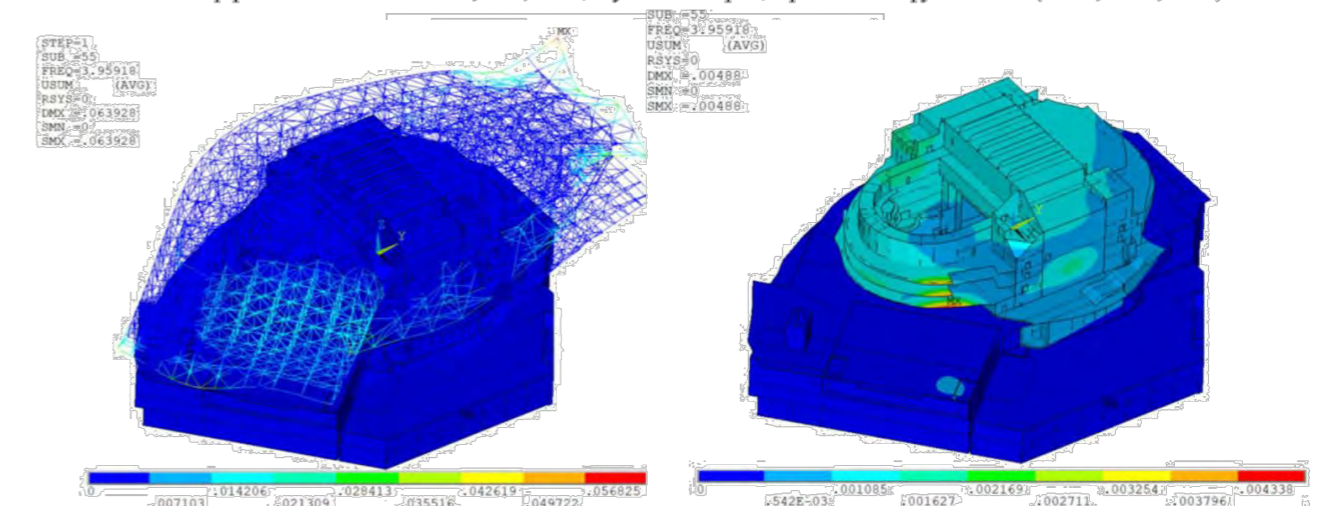 STEP=1
SUB =55
FREQ=3.95918
USUM (AVG)
RSYS=0
DMX =.063928
SMN =0
SMX =.063928
MX
Z
Y
0
.007103
.014206
.021309
.028413
.035516
.042619
.049722
.056825
SUB =55
FREQ=3.95918
USUM (AVG)
RSYS=0
DMX =.00488
SMN =0
SMX =.00488
Y
MX
0
.542E-03
.001085
.001627
.002169
.002711
.003254
.003796
.004338